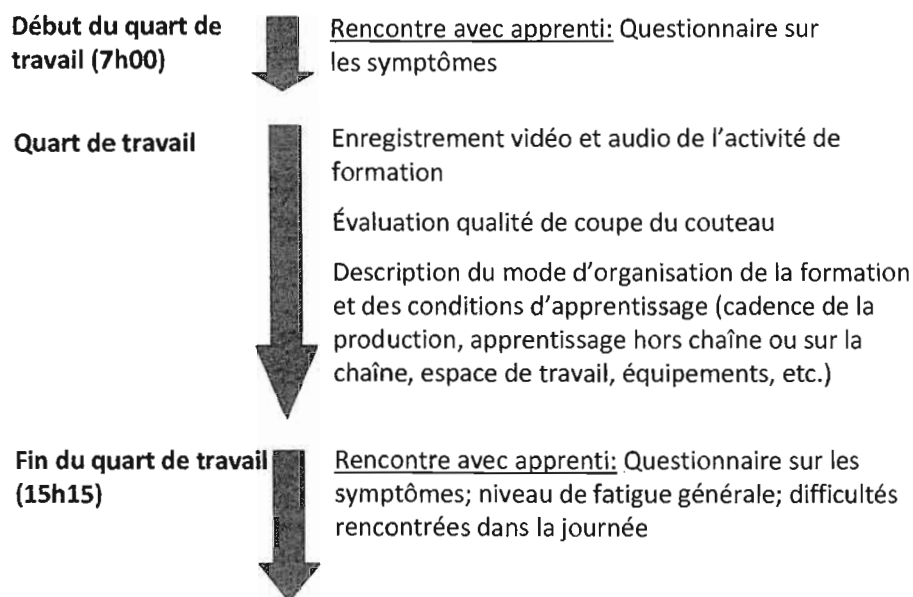 Début du quart de
travail (7h00)
Rencontre avec apprenti: Questionnaire sur
les symptômes
Quart de travail
Enregistrement vidéo et audio de l'activité de
formation
Évaluation qualité de coupe du couteau
Description du mode d'organisation de la formation
et des conditions d'apprentissage (cadence de la
production, apprentissage hors chaîne ou sur la
chaîne, espace de travail, équipements, etc.)
Fin du quart de travail
(15h15)
Rencontre avec apprenti: Questionnaire sur les
symptômes; niveau de fatigue générale; difficultés
rencontrées dans la journée